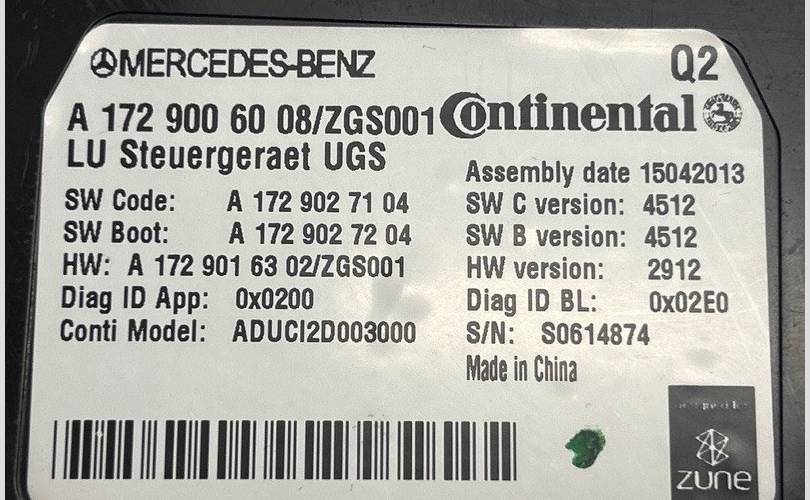 MERCEDES-BENZ
Q2
A 172 900 60 08/ZGS001
Continental
LU Steuergeraet UGS
Assembly date 15042013
SW Code: A 172 902 71 04
SW C version: 4512
SW Boot: A 172 902 72 04
SW B version: 4512
HW: A 172 901 63 02/ZGS001
HW version: 2912
Diag ID App: 0x0200
Diag ID BL: 0x02E0
Conti Model: ADUCI2D003000
S/N: S0614874
Made in China
zune